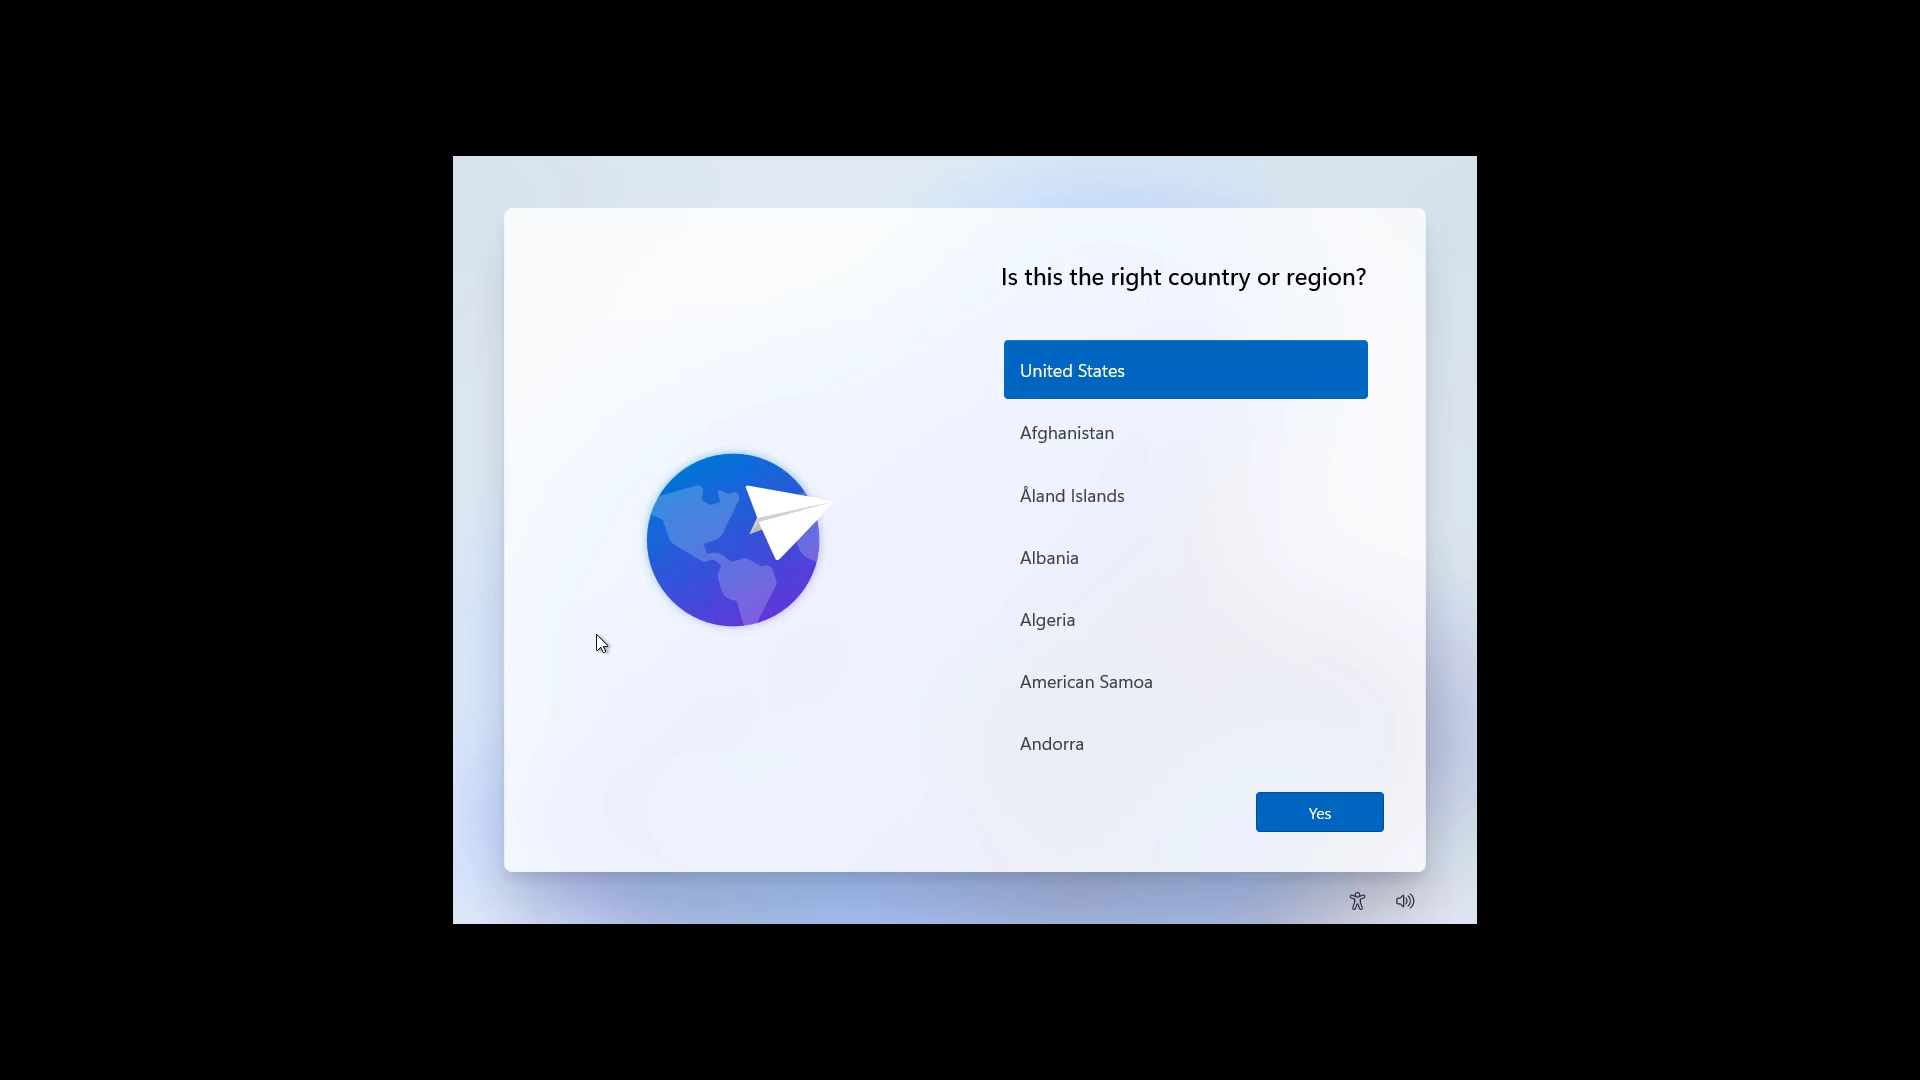 Is this the right country or region?
United States
Afghanistan
Åland Islands
Albania
Algeria
American Samoa
Andorra
Yes